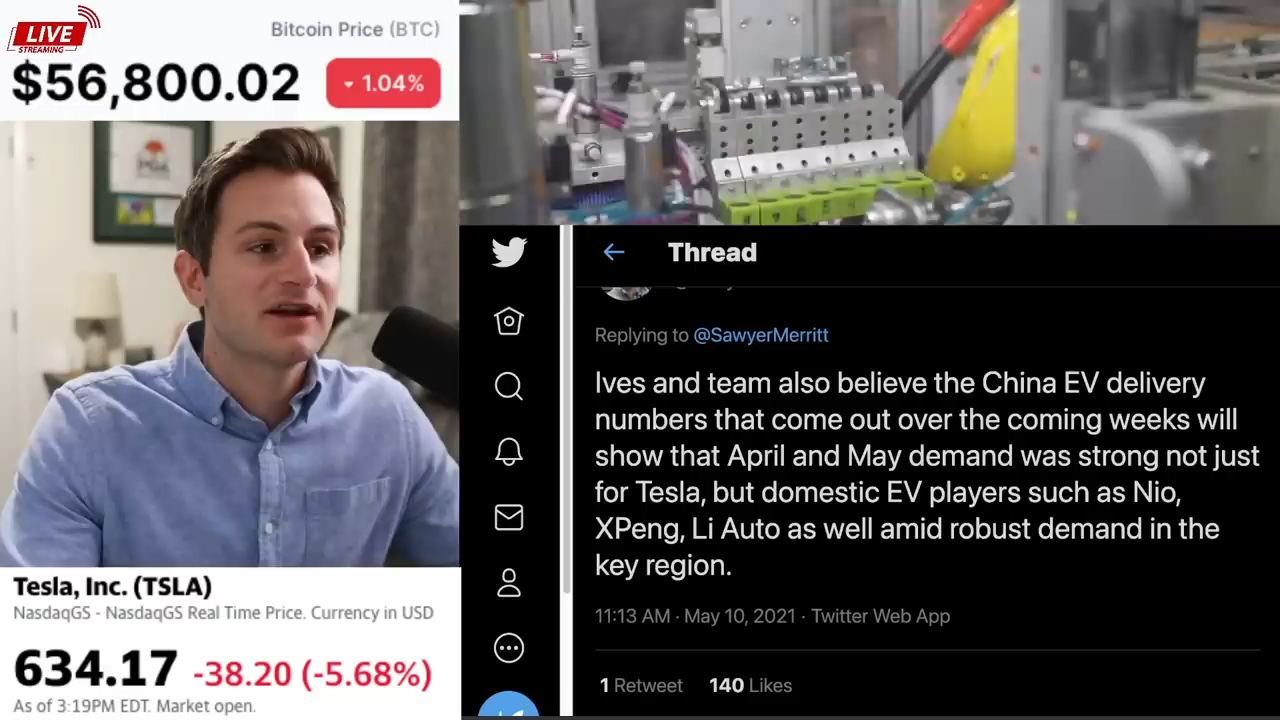 LIVE
STREAMING
Bitcoin Price (BTC)
$56,800.02
1.04%
Tesla, Inc. (TSLA)
NasdaqGS - NasdaqGS Real Time Price. Currency in USD
634.17 -38.20 (-5.68%)
As of 3:19PM EDT. Market open.
Thread
Replying to @SawyerMerritt
Ives and team also believe the China EV delivery
numbers that come out over the coming weeks will
show that April and May demand was strong not just
for Tesla, but domestic EV players such as Nio,
XPeng, Li Auto as well amid robust demand in the
key region.
11:13 AM · May 10, 2021 · Twitter Web App
1 Retweet 140 Likes